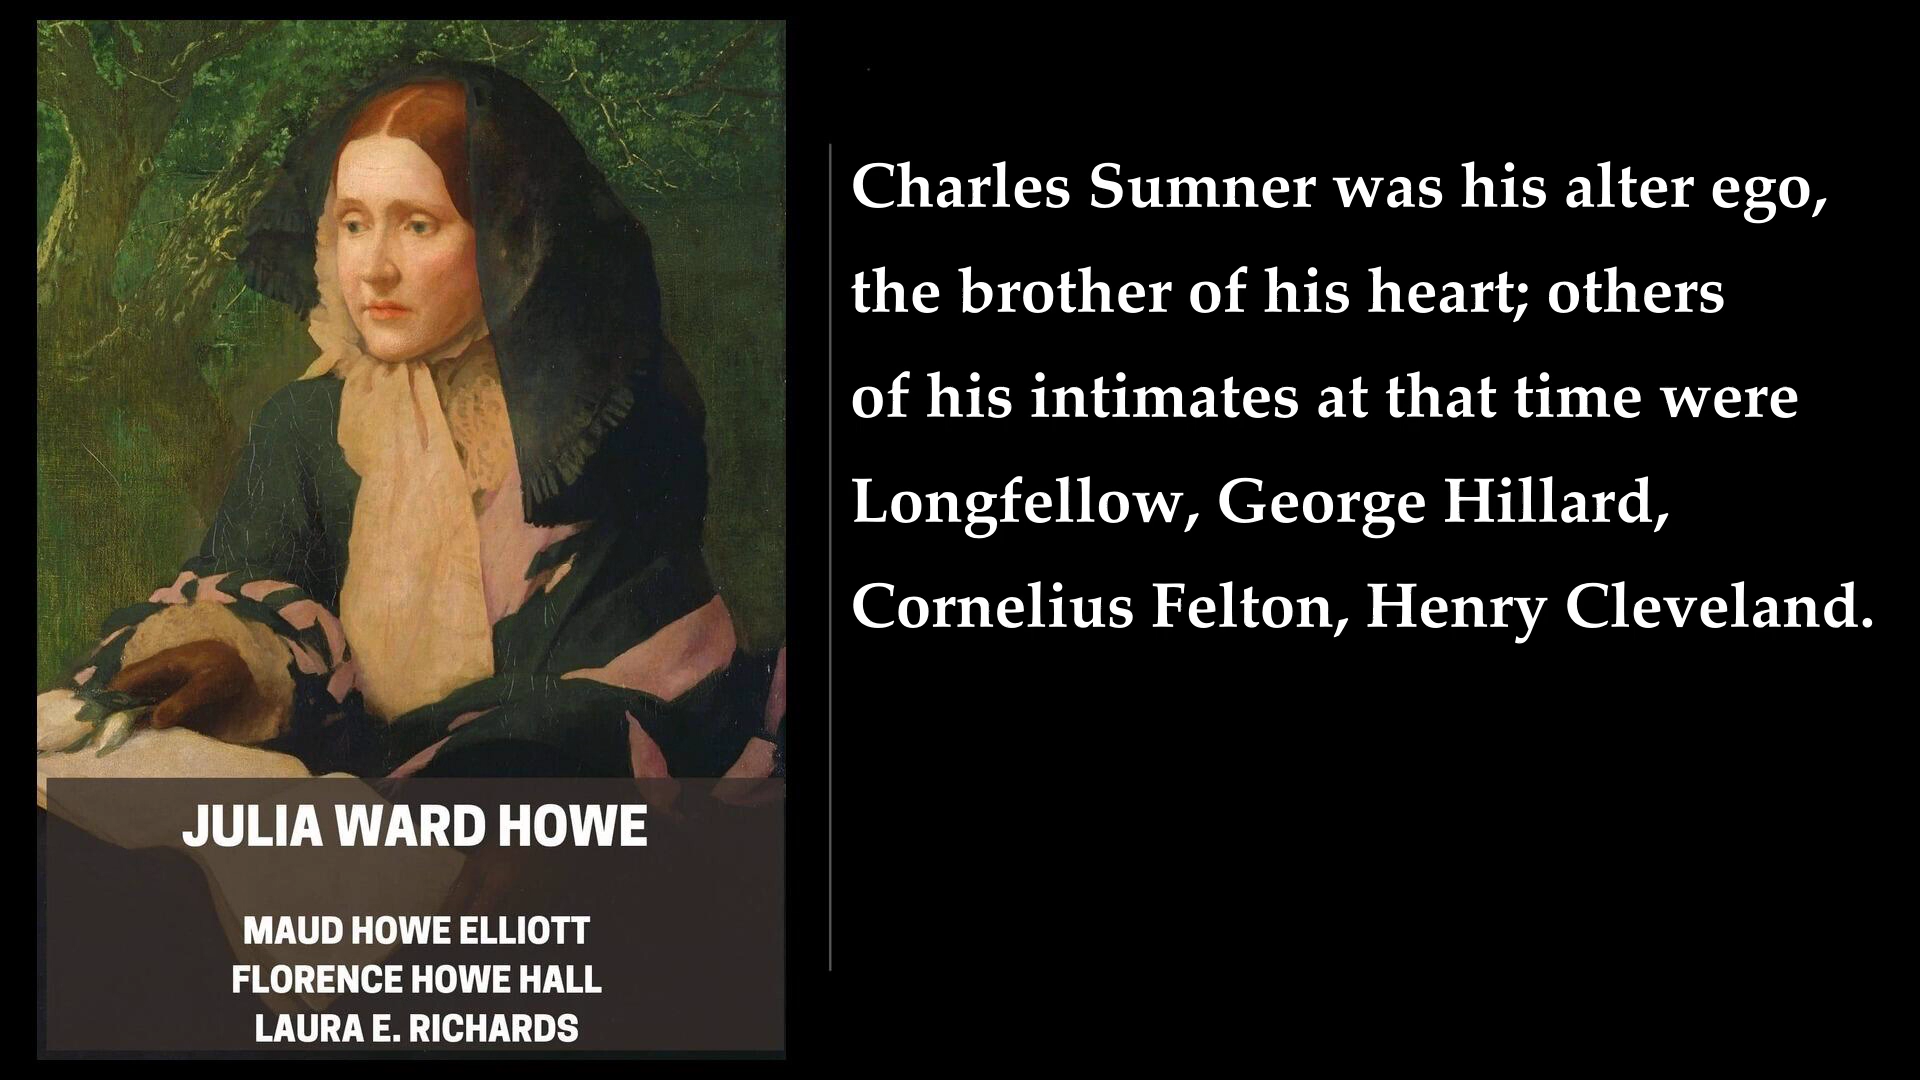 Charles Sumner was his alter ego,
the brother of his heart; others
of his intimates at that time were
Longfellow, George Hillard,
Cornelius Felton, Henry Cleveland.
JULIA WARD HOWE
MAUD HOWE ELLIOTT
FLORENCE HOWE HALL
LAURA E. RICHARDS